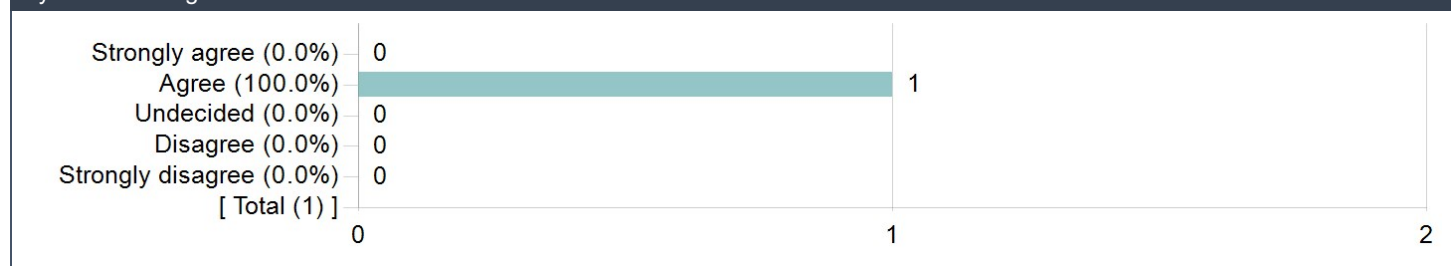 Strongly agree (0.0%) 0
Agree (100.0%) 1
Undecided (0.0%) 0
Disagree (0.0%) 0
Strongly disagree (0.0%) 0
[ Total (1) ]
0 1 2